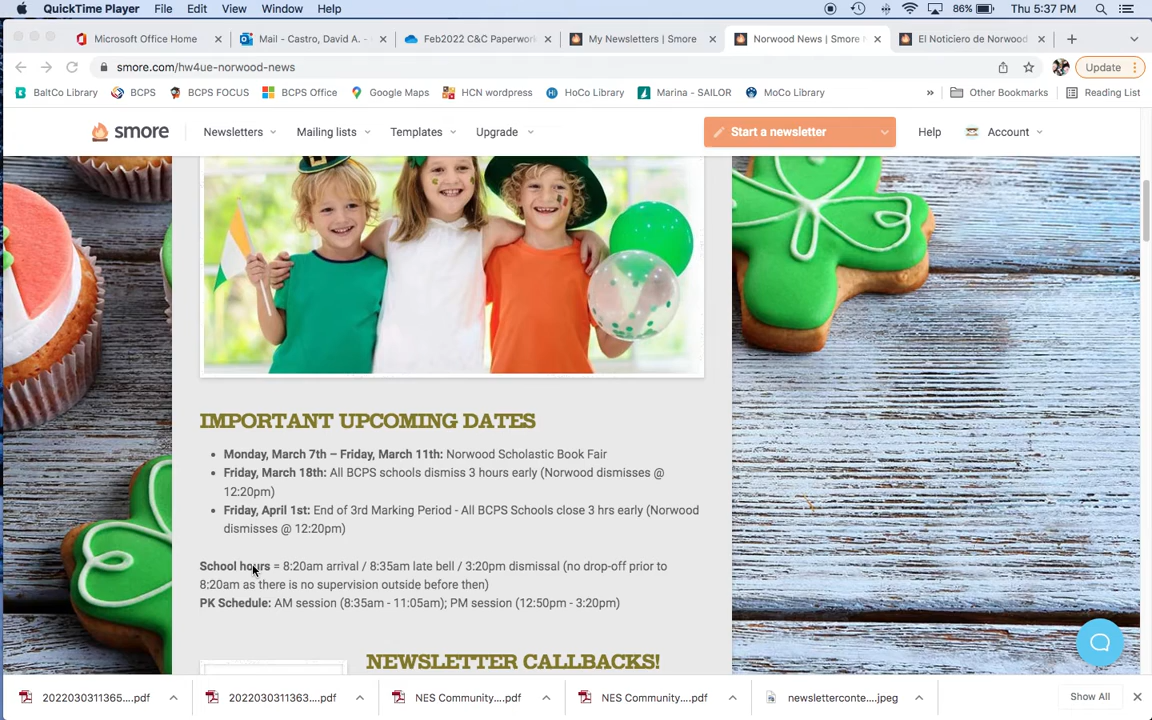 QuickTime Player File Edit View Window Help 86% Thu 5:37 PM
Microsoft Office Home Mail - Castro, David A. - Feb2022 C&C Paperwork My Newsletters | Smore Norwood News | Smore El Noticiero de Norwood
smore.com/hw4ue-norwood-news Update
BaltCo Library BCPS BCPS FOCUS BCPS Office Google Maps HCN wordpress HoCo Library Marina - SAILOR MoCo Library » Other Bookmarks Reading List
smore Newsletters Mailing lists Templates Upgrade Start a newsletter Help Account
IMPORTANT UPCOMING DATES
• Monday, March 7th – Friday, March 11th: Norwood Scholastic Book Fair
• Friday, March 18th: All BCPS schools dismiss 3 hours early (Norwood dismisses @
12:20pm)
• Friday, April 1st: End of 3rd Marking Period - All BCPS Schools close 3 hrs early (Norwood
dismisses @ 12:20pm)
School hours = 8:20am arrival / 8:35am late bell / 3:20pm dismissal (no drop-off prior to
8:20am as there is no supervision outside before then)
PK Schedule: AM session (8:35am - 11:05am); PM session (12:50pm - 3:20pm)
NEWSLETTER CALLBACKS!
2022030311365....pdf 2022030311363....pdf NES Community....pdf NES Community....pdf newsletterconte....jpeg Show All